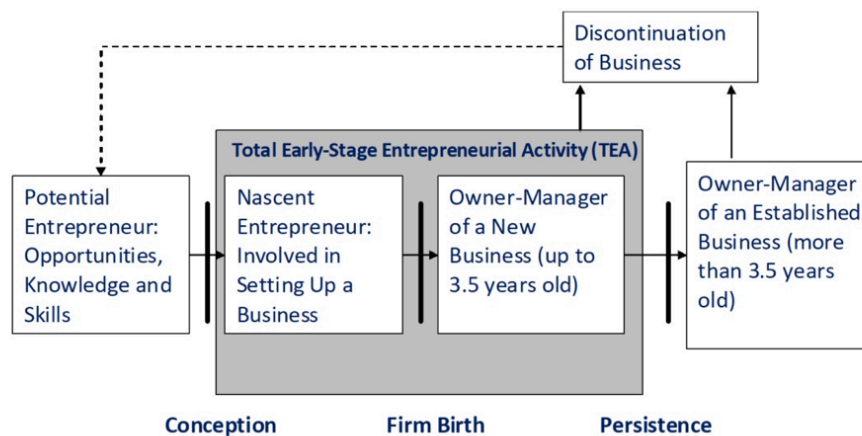 Discontinuation
of Business
Total Early-Stage Entrepreneurial Activity (TEA)
Potential
Entrepreneur:
Opportunities,
Knowledge and
Skills
Nascent
Entrepreneur:
Involved in
Setting Up a
Business
Owner-Manager
of a New
Business (up to
3.5 years old)
Owner-Manager
of an Established
Business (more
than 3.5 years
old)
Conception
Firm Birth
Persistence